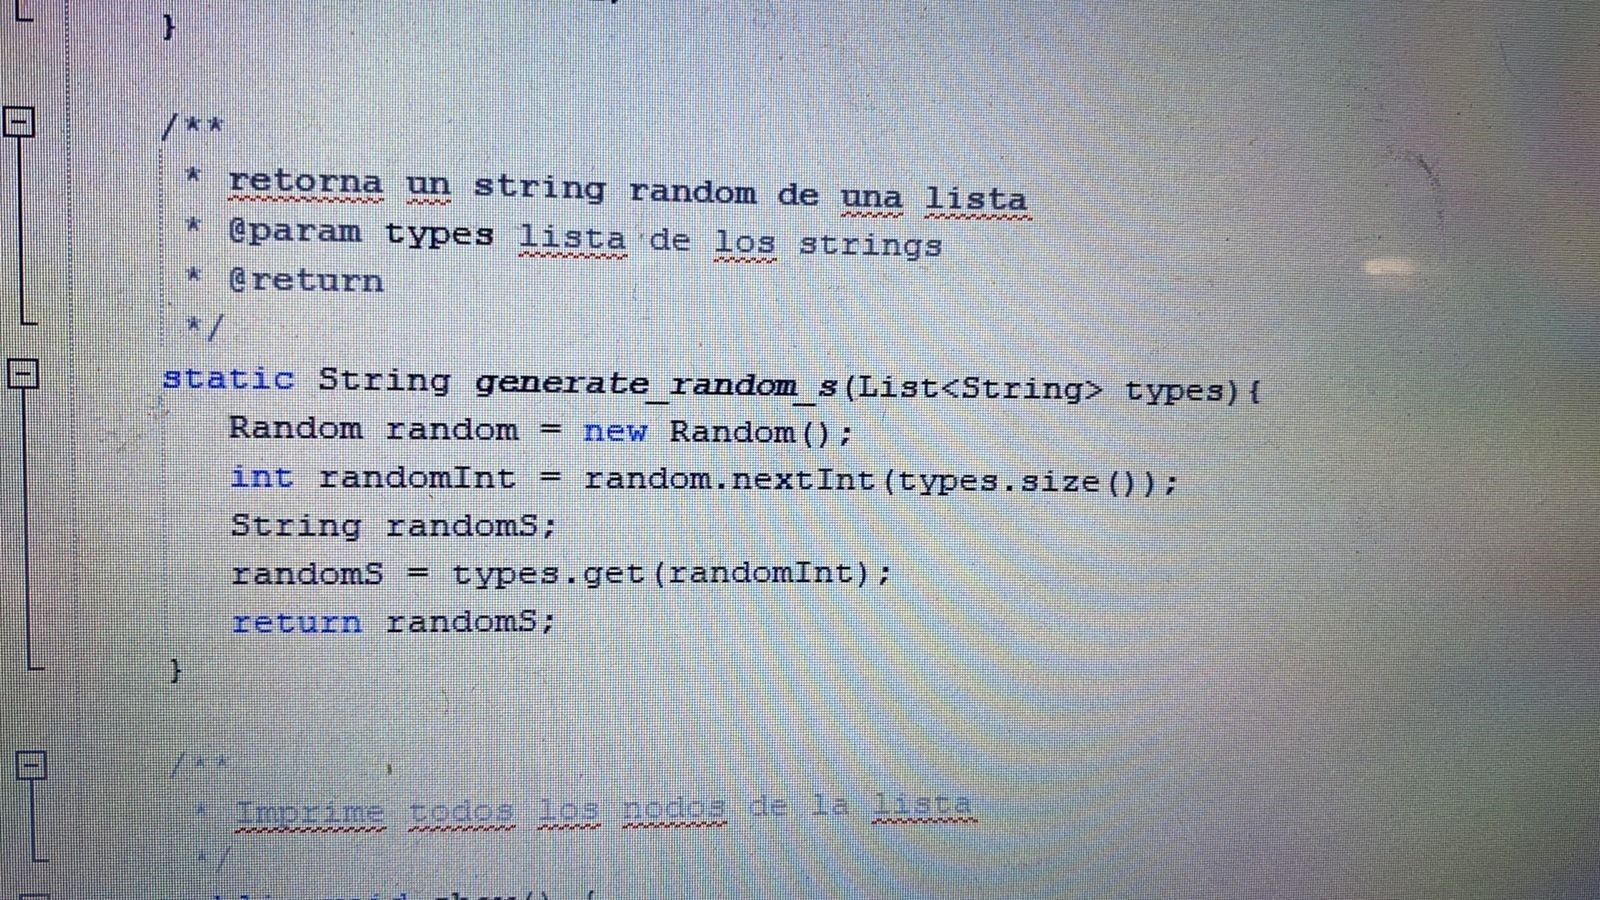 }
/**
* retorna un string random de una lista
* @param types lista de los strings
* @return
*/
static String generate_random_s(List<String> types){
Random random = new Random();
int randomInt = random.nextInt(types.size());
String randomS;
randomS = types.get(randomInt);
return randomS;
}
/**
* Imprime todos los nodos de la lista
*/